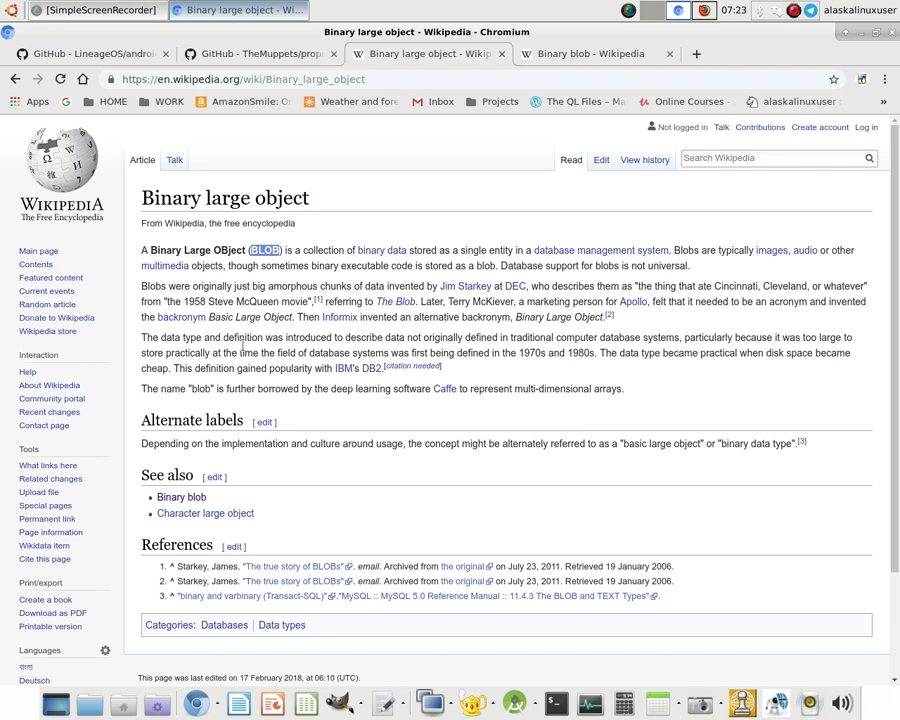 [SimpleScreenRecorder]
Binary large object - Wi...
07:23
alaskalinuxuser
Binary large object - Wikipedia - Chromium
GitHub - LineageOS/androi
GitHub - TheMuppets/prop
Binary large object - Wikip
Binary blob - Wikipedia
https://en.wikipedia.org/wiki/Binary_large_object
Apps
HOME
WORK
AmazonSmile: O
Weather and fore
Inbox
Projects
The QL Files – Ma
Online Courses -
alaskalinuxuser
»
Not logged in Talk Contributions Create account Log in
WIKIPEDIA
The Free Encyclopedia
Article Talk
Read Edit View history
Search Wikipedia
Main page
Contents
Featured content
Current events
Random article
Donate to Wikipedia
Wikipedia store
Interaction
Help
About Wikipedia
Community portal
Recent changes
Contact page
Tools
What links here
Related changes
Upload file
Special pages
Permanent link
Page information
Wikidata item
Cite this page
Print/export
Create a book
Download as PDF
Printable version
Languages
বাংলা
Deutsch
Binary large object
From Wikipedia, the free encyclopedia
A Binary Large OBject (BLOB) is a collection of binary data stored as a single entity in a database management system. Blobs are typically images, audio or other
multimedia objects, though sometimes binary executable code is stored as a blob. Database support for blobs is not universal.
Blobs were originally just big amorphous chunks of data invented by Jim Starkey at DEC, who describes them as "the thing that ate Cincinnati, Cleveland, or whatever"
from "the 1958 Steve McQueen movie",[1] referring to The Blob. Later, Terry McKiever, a marketing person for Apollo, felt that it needed to be an acronym and invented
the backronym Basic Large Object. Then Informix invented an alternative backronym, Binary Large Object.[2]
The data type and definition was introduced to describe data not originally defined in traditional computer database systems, particularly because it was too large to
store practically at the time the field of database systems was first being defined in the 1970s and 1980s. The data type became practical when disk space became
cheap. This definition gained popularity with IBM's DB2.[citation needed]
The name "blob" is further borrowed by the deep learning software Caffe to represent multi-dimensional arrays.
Alternate labels [ edit ]
Depending on the implementation and culture around usage, the concept might be alternately referred to as a "basic large object" or "binary data type".[3]
See also [ edit ]
• Binary blob
• Character large object
References [ edit ]
1. ^ Starkey, James. "The true story of BLOBs". email. Archived from the original on July 23, 2011. Retrieved 19 January 2006.
2. ^ Starkey, James. "The true story of BLOBs". email. Archived from the original on July 23, 2011. Retrieved 19 January 2006.
3. ^ "binary and varbinary (Transact-SQL)"."MySQL :: MySQL 5.0 Reference Manual :: 11.4.3 The BLOB and TEXT Types".
Categories: Databases | Data types
This page was last edited on 17 February 2018, at 06:10 (UTC).